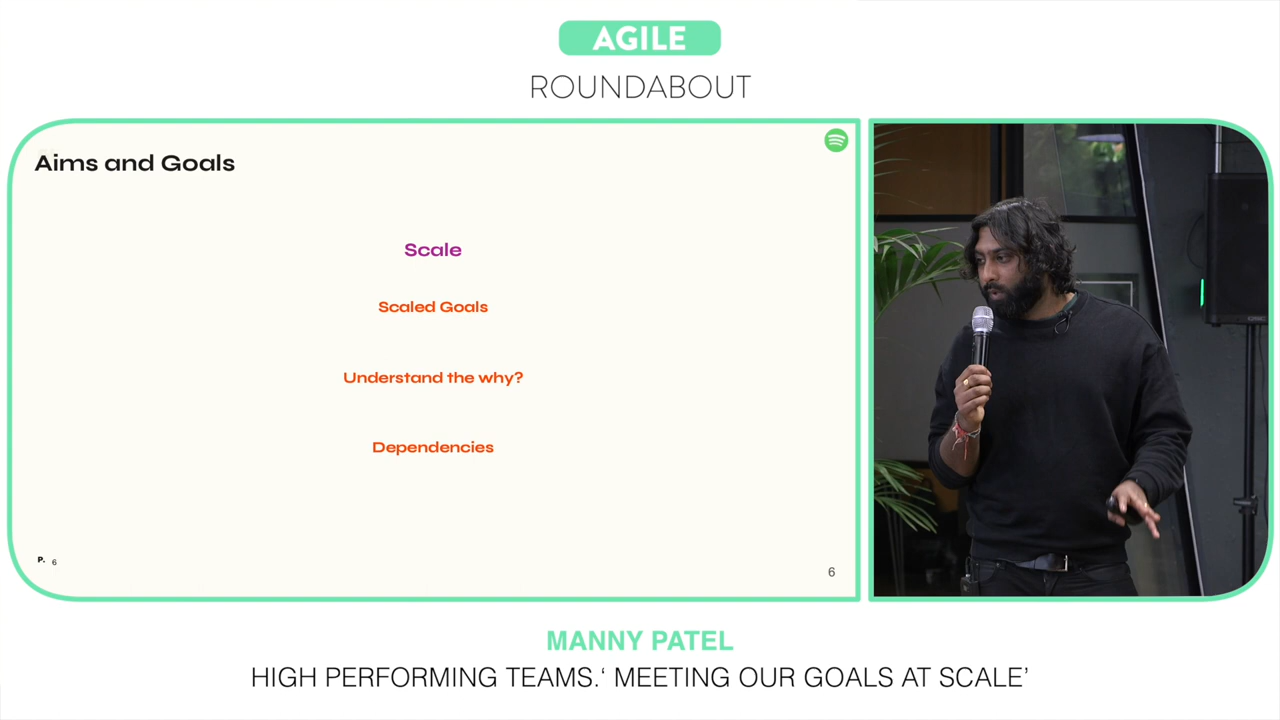 AGILE
ROUNDABOUT
Aims and Goals
Scale
Scaled Goals
Understand the why?
Dependencies
P. 6
6
MANNY PATEL
HIGH PERFORMING TEAMS.‘ MEETING OUR GOALS AT SCALE’